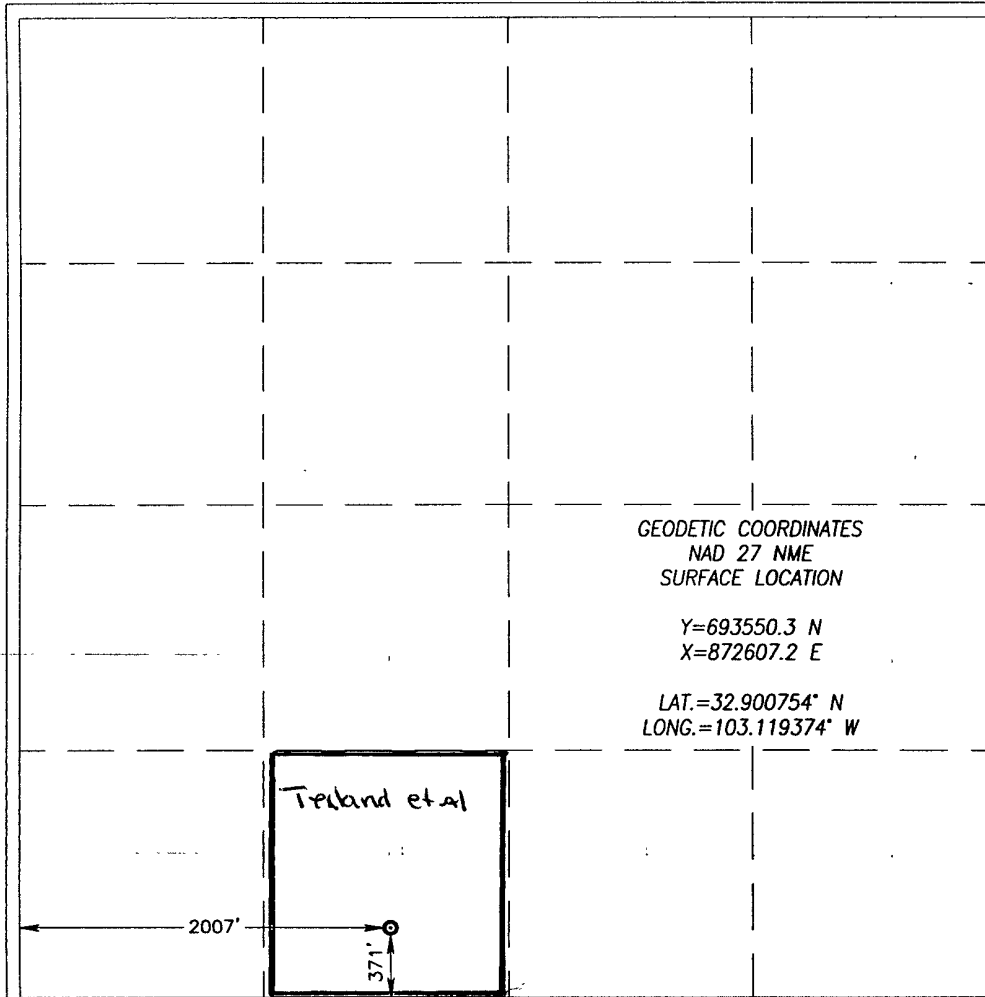 GEODETIC COORDINATES
NAD 27 NME
SURFACE LOCATION
Y=693550.3 N
X=872607.2 E
LAT.=32.900754° N
LONG.=103.119374° W
et al
2007'
371'